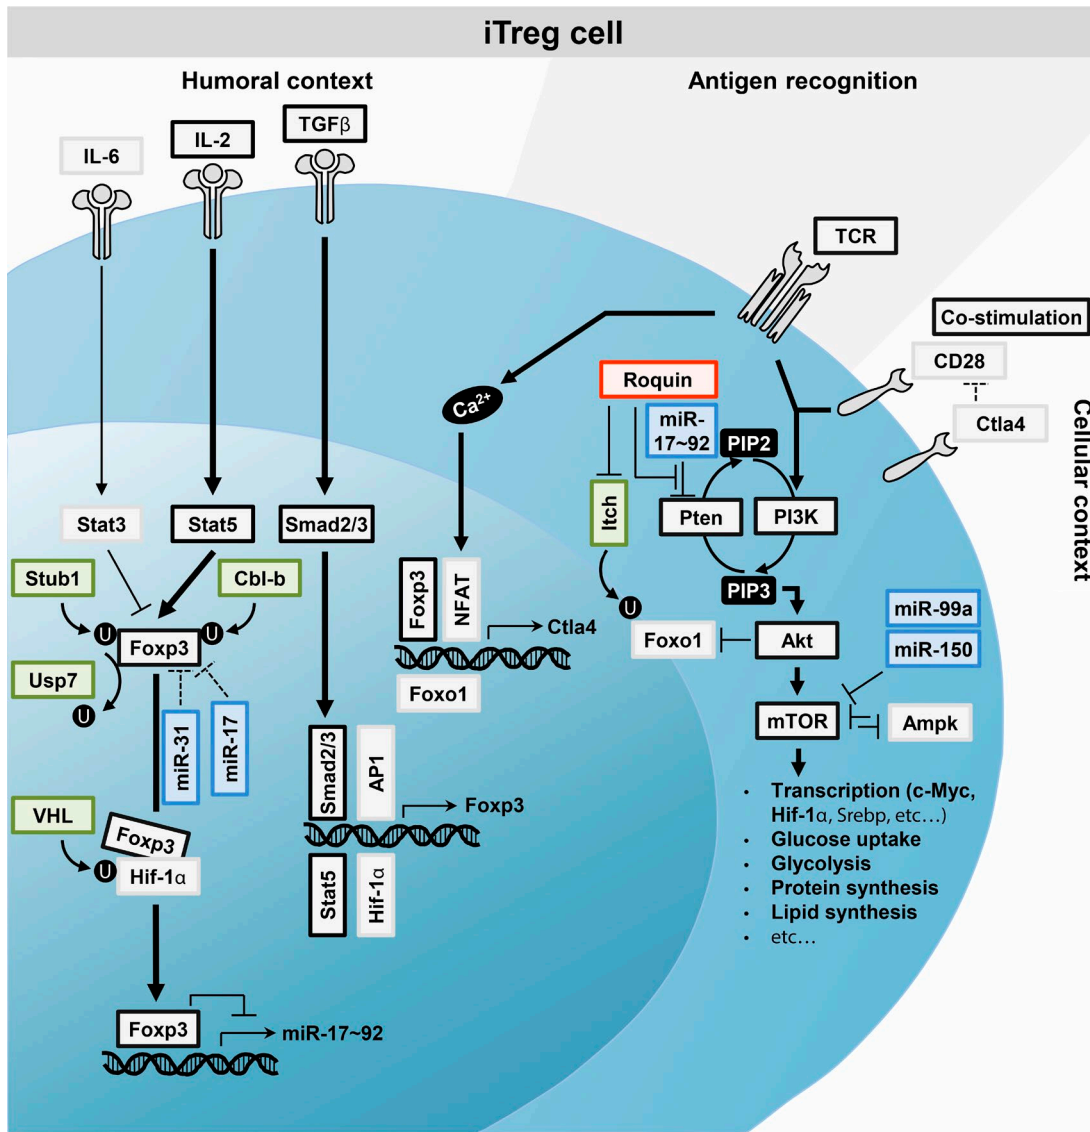 iTreg cell
Humoral context
Antigen recognition
IL-6
IL-2
TGFβ
TCR
Co-stimulation
CD28
Ctla4
Cellular context
Ca2+
Roquin
miR-
17~92
PIP2
Itch
Pten
PI3K
PIP3
Stat3
Stat5
Smad2/3
Stub1
Cbl-b
U
U
Foxp3
Usp7
U
miR-31
miR-17
Foxp3
NFAT
Ctla4
Foxo1
U
Foxo1
Akt
miR-99a
miR-150
mTOR
Ampk
VHL
Foxp3
U
Hif-1α
Smad2/3
AP1
Foxp3
Stat5
Hif-1α
• Transcription (c-Myc,
Hif-1α, Srebp, etc...)
• Glucose uptake
• Glycolysis
• Protein synthesis
• Lipid synthesis
• etc...
Foxp3
miR-17~92